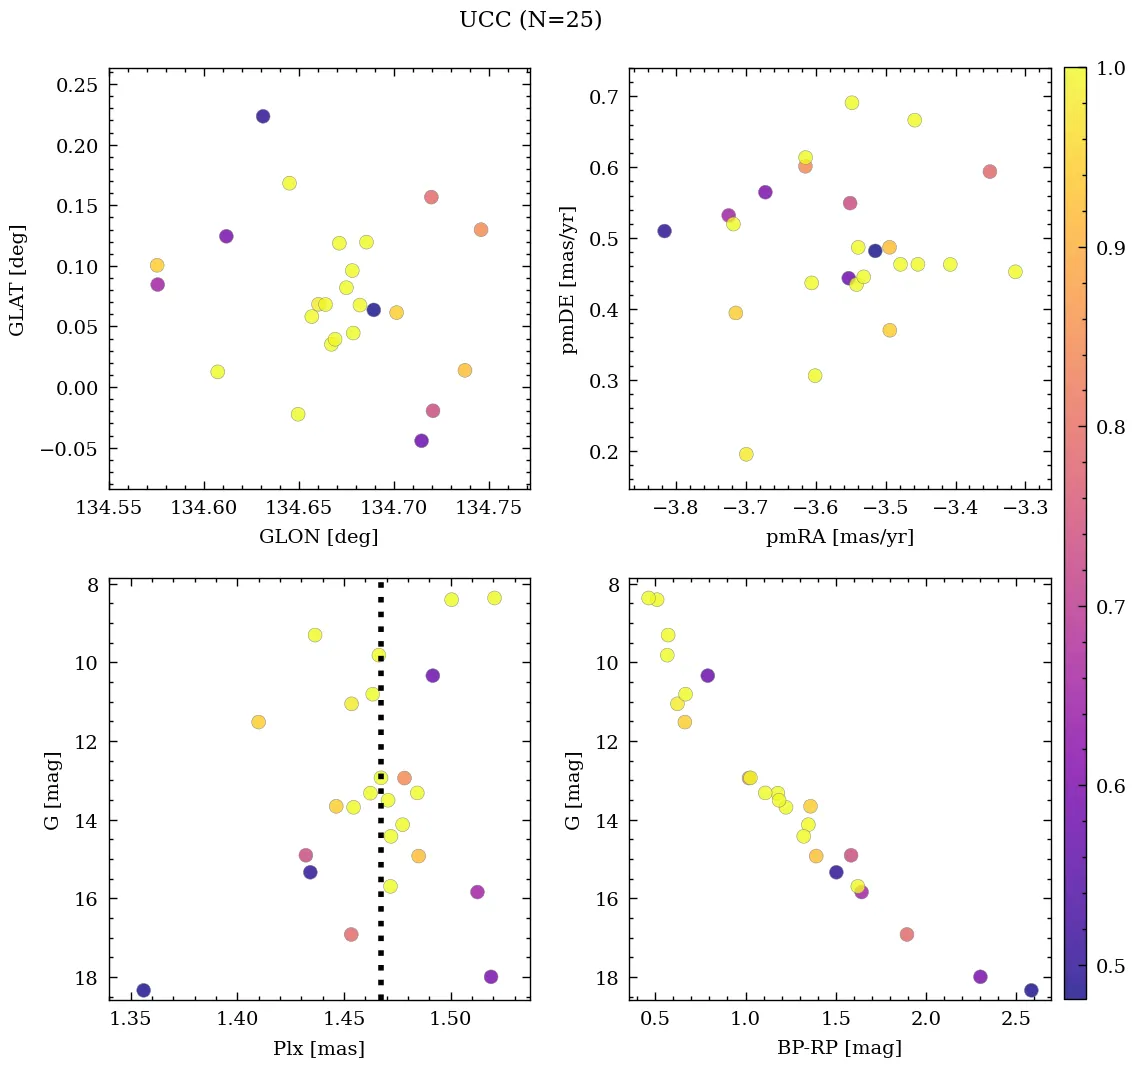 UCC (N=25)
0.25
0.20
0.15
0.10
0.05
0.00
−0.05
GLAT [deg]
134.55 134.60 134.65 134.70 134.75
GLON [deg]
0.7
0.6
0.5
0.4
0.3
0.2
pmDE [mas/yr]
−3.8 −3.7 −3.6 −3.5 −3.4 −3.3
pmRA [mas/yr]
8
10
12
14
16
18
G [mag]
1.35 1.40 1.45 1.50
Plx [mas]
8
10
12
14
16
18
G [mag]
0.5 1.0 1.5 2.0 2.5
BP-RP [mag]
1.0
0.9
0.8
0.7
0.6
0.5